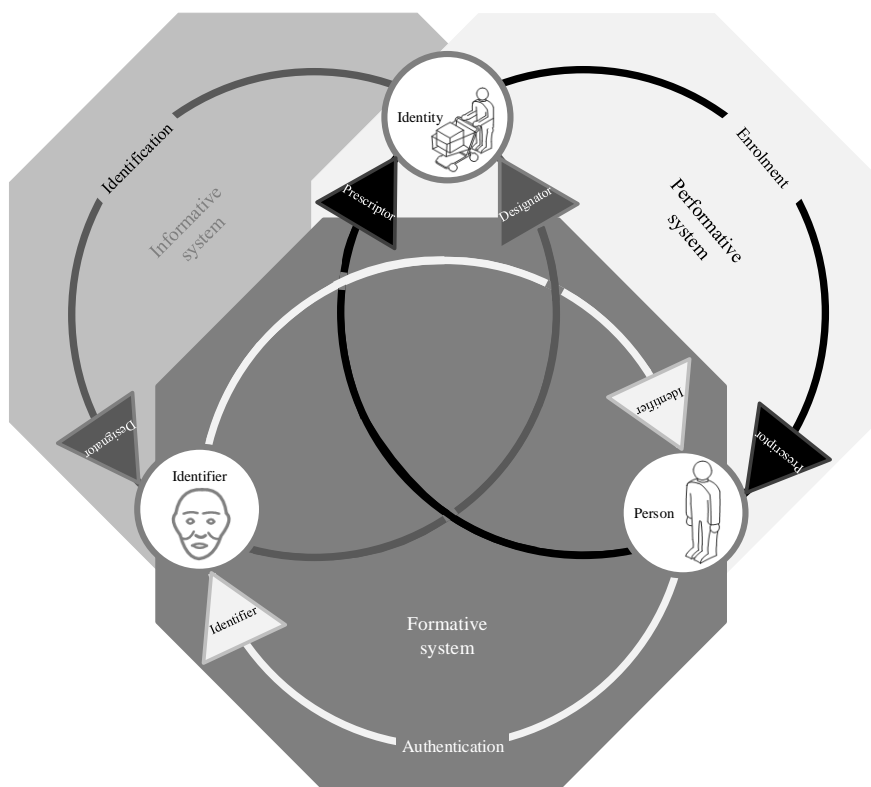 Identity
Identification
Enrolment
Prescriptor
Designator
Informative
system
Performative
system
Identifier
Designator
Prescriptor
Identifier
Person
Identifier
Formative
system
Authentication